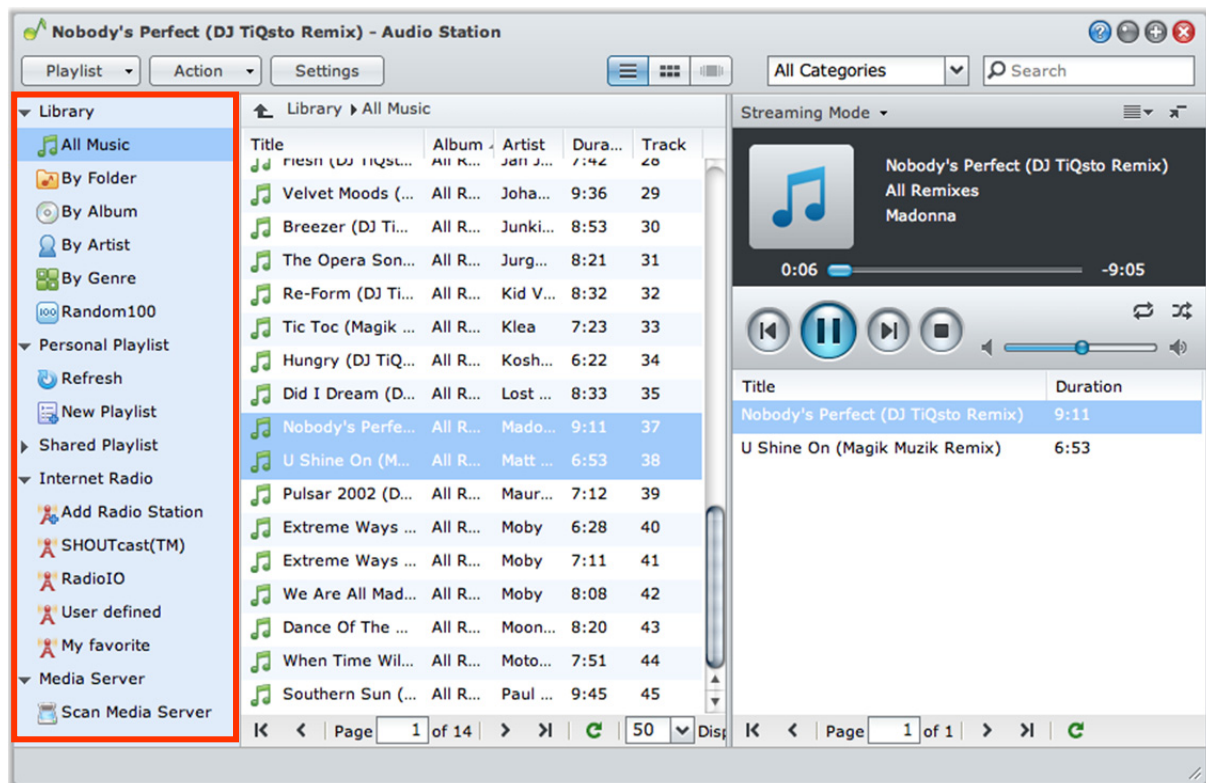 Nobody's Perfect (DJ TiQsto Remix) - Audio Station
Playlist Action Settings All Categories Search
Library
All Music
By Folder
By Album
By Artist
By Genre
100 Random100
Personal Playlist
Refresh
New Playlist
Shared Playlist
Internet Radio
Add Radio Station
SHOUTcast(TM)
RadioIO
User defined
My favorite
Media Server
Scan Media Server
Library All Music
Title Album Artist Dura... Track
Flesh (DJ TiQst... All R... Jan J... 7:42 28
Velvet Moods (... All R... Joha... 9:36 29
Breezer (DJ Ti... All R... Junki... 8:53 30
The Opera Son... All R... Jurg... 8:21 31
Re-Form (DJ Ti... All R... Kid V... 8:32 32
Tic Toc (Magik ... All R... Klea 7:23 33
Hungry (DJ TiQ... All R... Kosh... 6:22 34
Did I Dream (D... All R... Lost ... 8:33 35
Nobody's Perfe... All R... Mado... 9:11 37
U Shine On (M... All R... Matt ... 6:53 38
Pulsar 2002 (D... All R... Maur... 7:12 39
Extreme Ways ... All R... Moby 6:28 40
Extreme Ways ... All R... Moby 7:11 41
We Are All Mad... All R... Moby 8:08 42
Dance Of The ... All R... Moon... 8:20 43
When Time Wil... All R... Moto... 7:51 44
Southern Sun (... All R... Paul ... 9:45 45
Page 1 of 14 50 Disp
Streaming Mode
Nobody's Perfect (DJ TiQsto Remix)
All Remixes
Madonna
0:06 -9:05
Title Duration
Nobody's Perfect (DJ TiQsto Remix) 9:11
U Shine On (Magik Muzik Remix) 6:53
Page 1 of 1